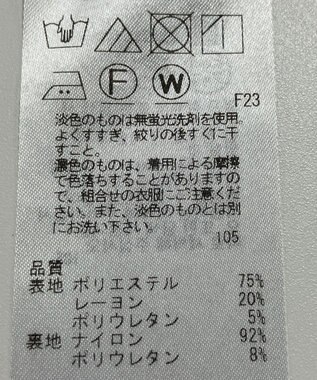 F W
F23
淡色のものは無蛍光洗剤を使用。
よくすすぎ、絞りの後すぐに干
すこと。
濃色のものは、着用による摩擦
で色落ちすることがありますの
で、組合せの衣服にご注意くだ
さい。また、淡色のものとは別
にお洗い下さい。
105
品質
表地 ポリエステル 75%
レーヨン 20%
ポリウレタン 5%
裏地 ナイロン 92%
ポリウレタン 8%